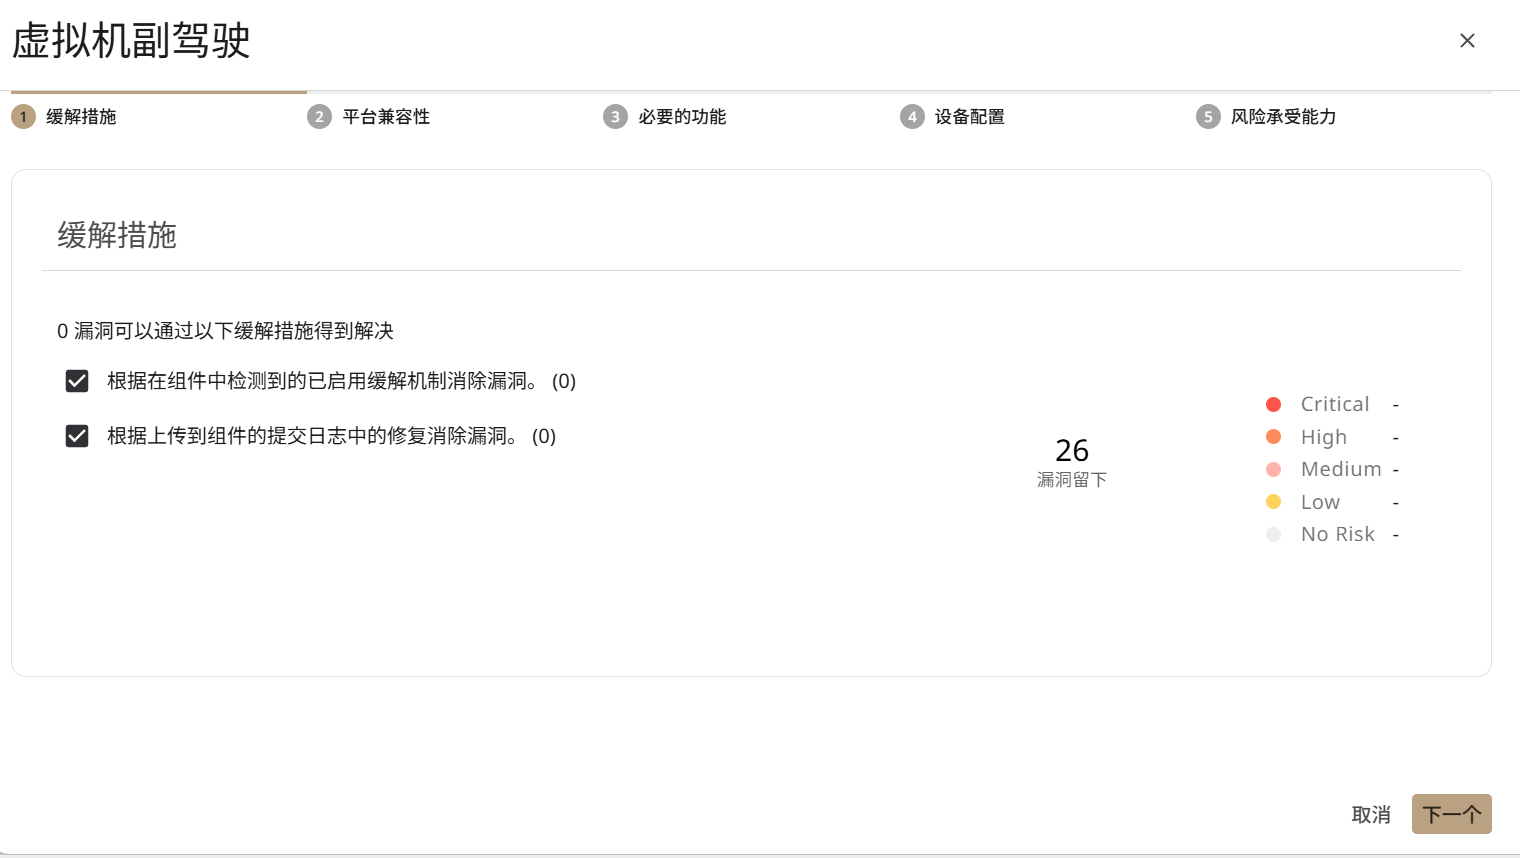 虚拟机副驾驶
1 缓解措施
2 平台兼容性
3 必要的功能
4 设备配置
5 风险承受能力
缓解措施
0 漏洞可以通过以下缓解措施得到解决
根据在组件中检测到的已启用缓解机制消除漏洞。 (0)
根据上传到组件的提交日志中的修复消除漏洞。 (0)
26
漏洞留下
Critical -
High -
Medium -
Low -
No Risk -
取消
下一个